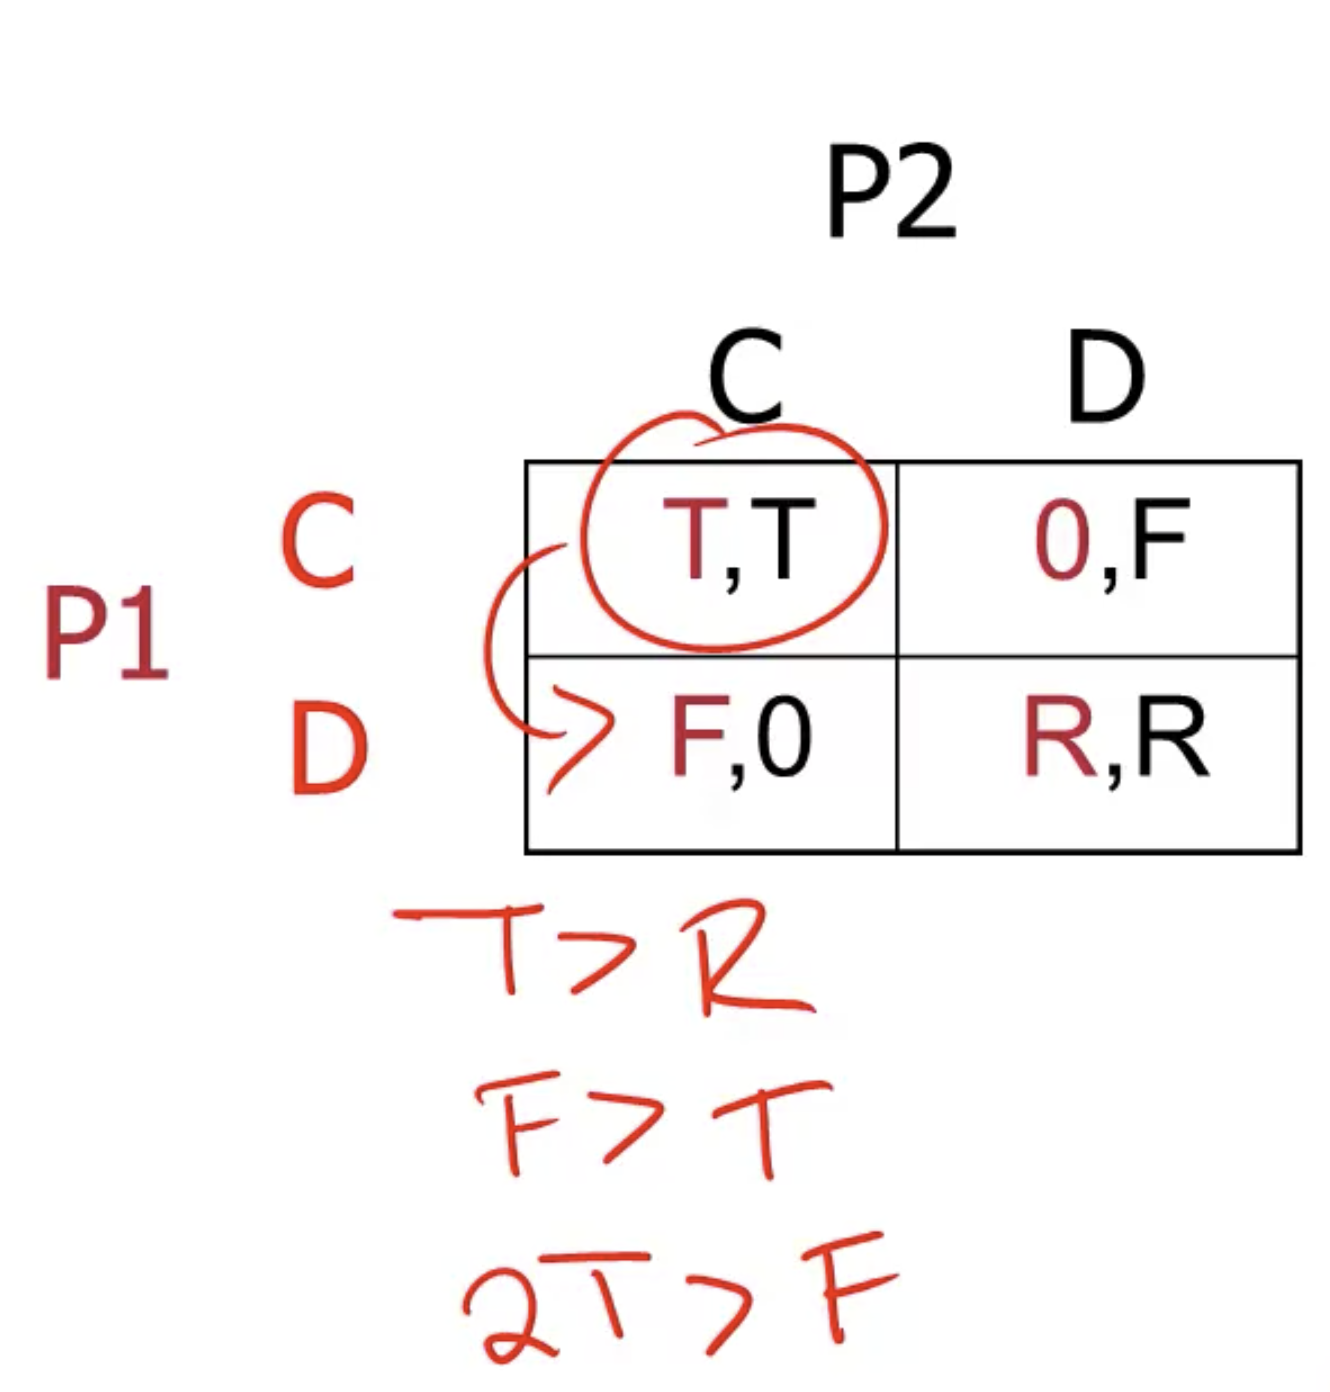 P2
C D
C T,T 0,F
P1
D F,0 R,R
T > R
F > T
2T > F